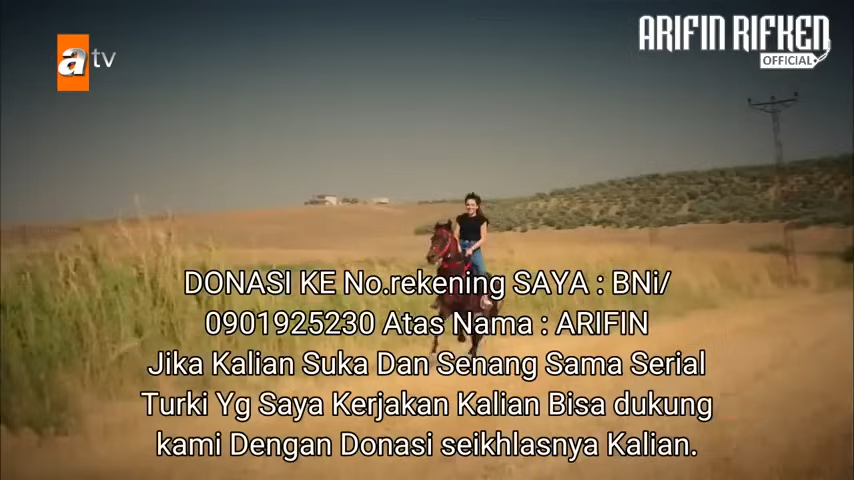 atv
ARIFIN RIFKEN
OFFICIAL
DONASI KE No.rekening SAYA : BNi/
0901925230 Atas Nama : ARIFIN
Jika Kalian Suka Dan Senang Sama Serial
Turki Yg Saya Kerjakan Kalian Bisa dukung
kami Dengan Donasi seikhlasnya Kalian.